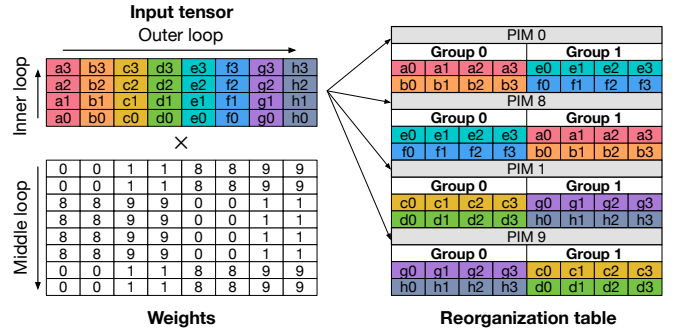 Input tensor
Outer loop
Inner loop
a3 b3 c3 d3 e3 f3 g3 h3
a2 b2 c2 d2 e2 f2 g2 h2
a1 b1 c1 d1 e1 f1 g1 h1
a0 b0 c0 d0 e0 f0 g0 h0
×
Middle loop
0 0 1 1 8 8 9 9
0 0 1 1 8 8 9 9
8 8 9 9 0 0 1 1
8 8 9 9 0 0 1 1
8 8 9 9 0 0 1 1
8 8 9 9 0 0 1 1
0 0 1 1 8 8 9 9
0 0 1 1 8 8 9 9
Weights
PIM 0
Group 0 Group 1
a0 a1 a2 a3 e0 e1 e2 e3
b0 b1 b2 b3 f0 f1 f2 f3
PIM 8
Group 0 Group 1
e0 e1 e2 e3 a0 a1 a2 a3
f0 f1 f2 f3 b0 b1 b2 b3
PIM 1
Group 0 Group 1
c0 c1 c2 c3 g0 g1 g2 g3
d0 d1 d2 d3 h0 h1 h2 h3
PIM 9
Group 0 Group 1
g0 g1 g2 g3 c0 c1 c2 c3
h0 h1 h2 h3 d0 d1 d2 d3
Reorganization table